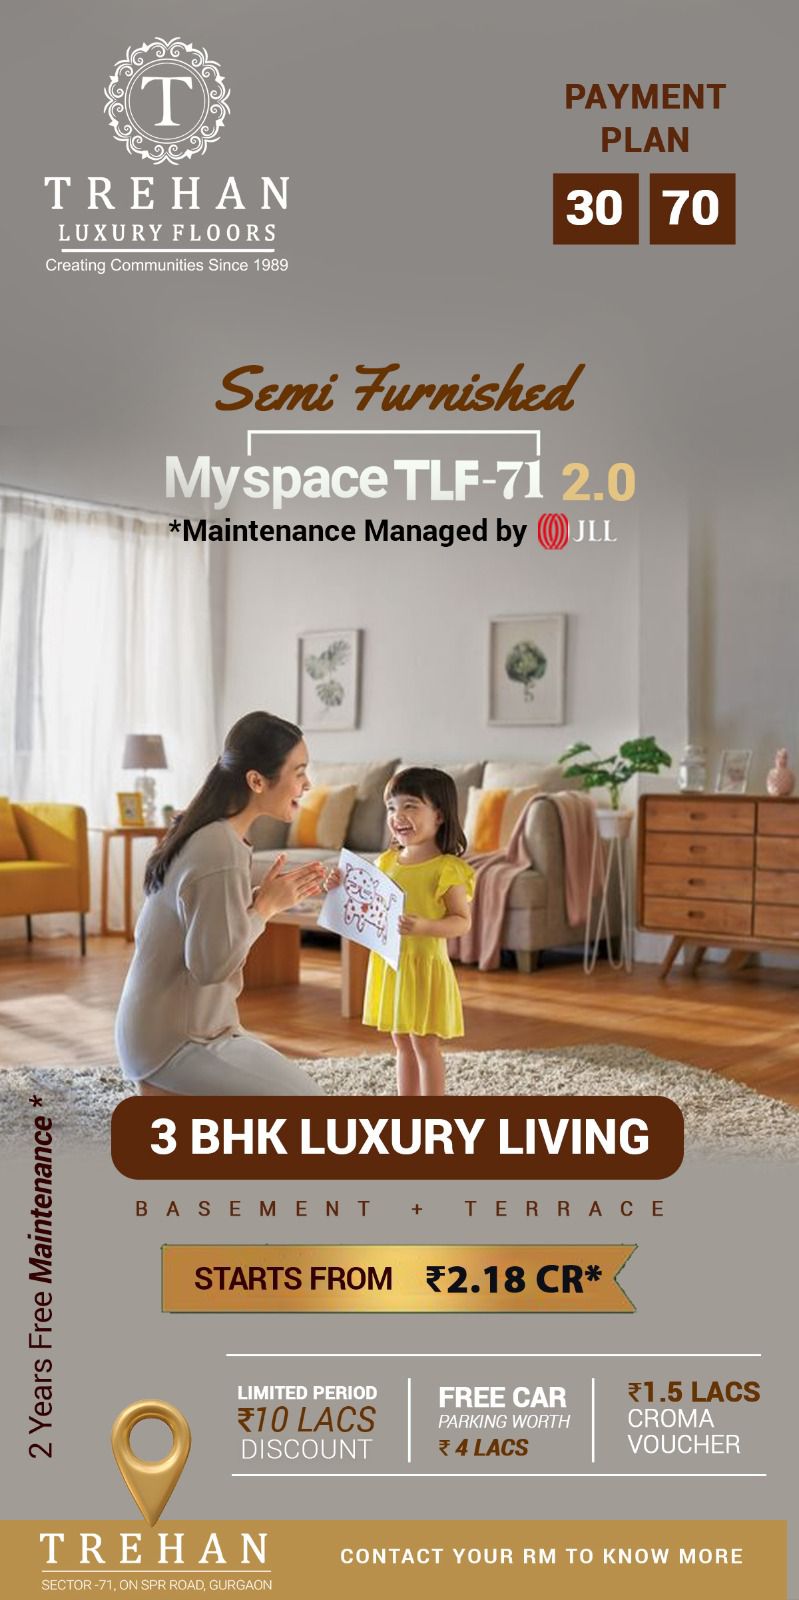 T
TREHAN
LUXURY FLOORS
Creating Communities Since 1989
PAYMENT
PLAN
30 70
Semi Furnished
Myspace TLF-71 2.0
*Maintenance Managed by JLL
3 BHK LUXURY LIVING
BASEMENT + TERRACE
STARTS FROM ₹2.18 CR*
2 Years Free Maintenance*
LIMITED PERIOD
₹10 LACS
DISCOUNT
FREE CAR
PARKING WORTH
₹ 4 LACS
₹1.5 LACS
CROMA
VOUCHER
TREHAN
SECTOR -71, ON SPR ROAD, GURGAON
CONTACT YOUR RM TO KNOW MORE